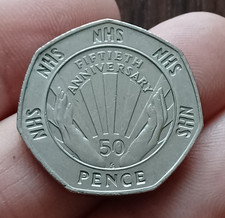 NHS NHS NHS NHS NHS
FIFTIETH
ANNIVERSARY
50
PENCE